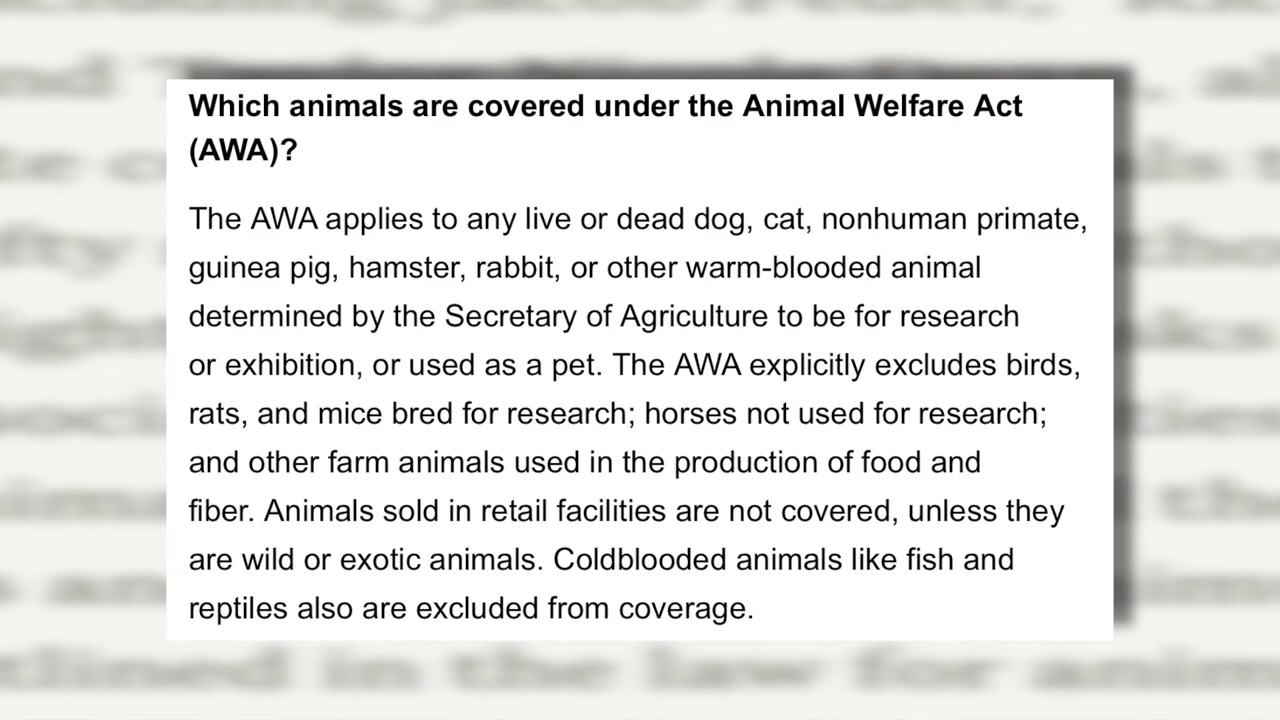 Which animals are covered under the Animal Welfare Act
(AWA)?
The AWA applies to any live or dead dog, cat, nonhuman primate,
guinea pig, hamster, rabbit, or other warm-blooded animal
determined by the Secretary of Agriculture to be for research
or exhibition, or used as a pet. The AWA explicitly excludes birds,
rats, and mice bred for research; horses not used for research;
and other farm animals used in the production of food and
fiber. Animals sold in retail facilities are not covered, unless they
are wild or exotic animals. Coldblooded animals like fish and
reptiles also are excluded from coverage.